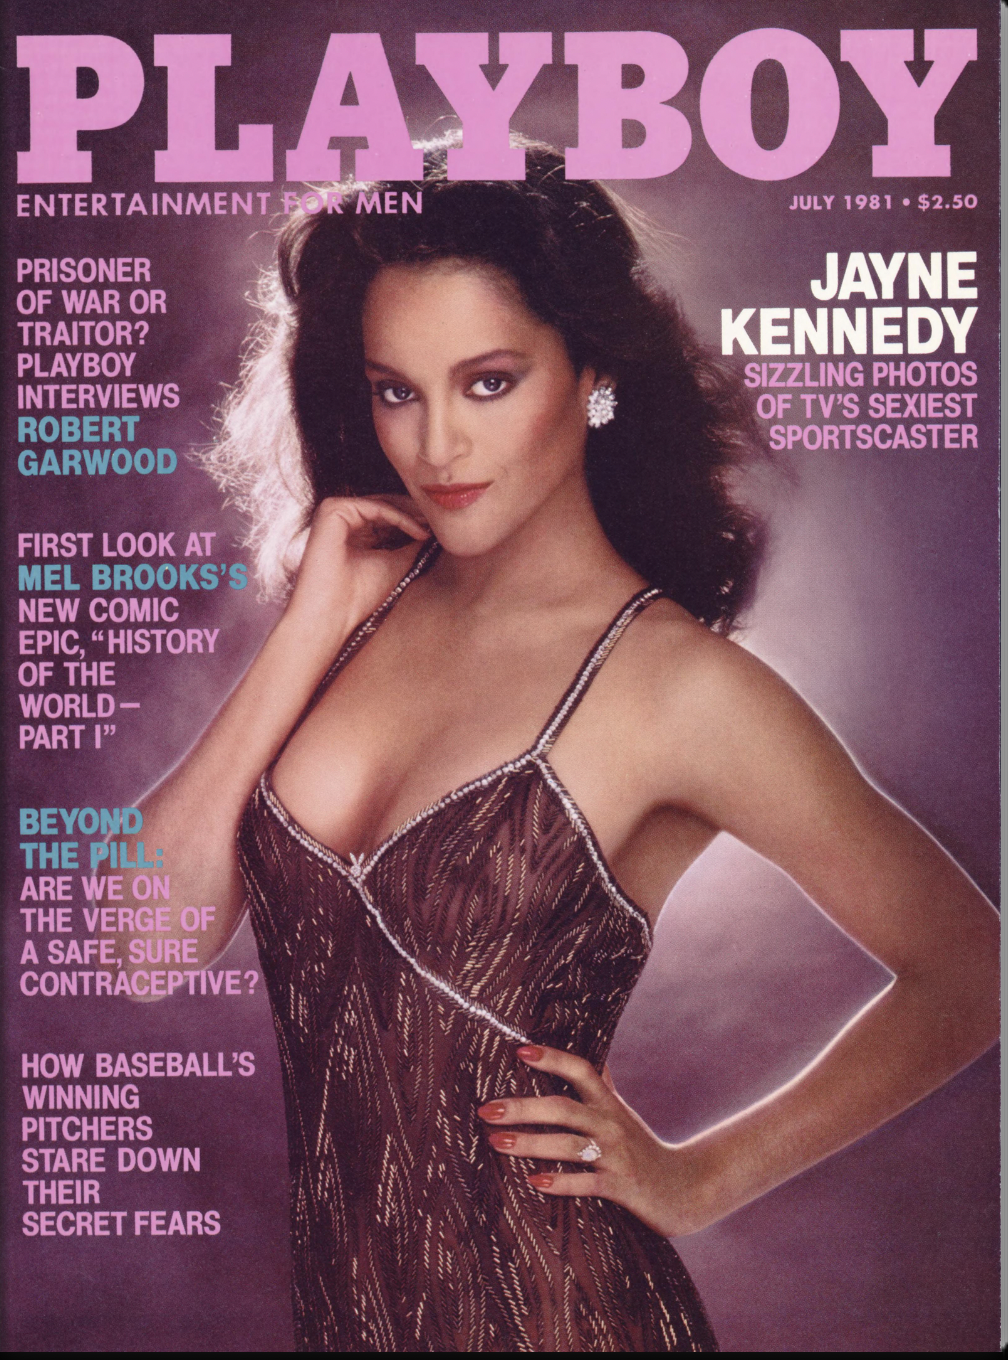 PLAYBOY
ENTERTAINMENT FOR MEN
JULY 1981 • $2.50
PRISONER
OF WAR OR
TRAITOR?
PLAYBOY
INTERVIEWS
ROBERT
GARWOOD
JAYNE
KENNEDY
SIZZLING PHOTOS
OF TV'S SEXIEST
SPORTSCASTER
FIRST LOOK AT
MEL BROOKS'S
NEW COMIC
EPIC, “HISTORY
OF THE
WORLD—
PART I”
BEYOND
THE PILL:
ARE WE ON
THE VERGE OF
A SAFE, SURE
CONTRACEPTIVE?
HOW BASEBALL'S
WINNING
PITCHERS
STARE DOWN
THEIR
SECRET FEARS